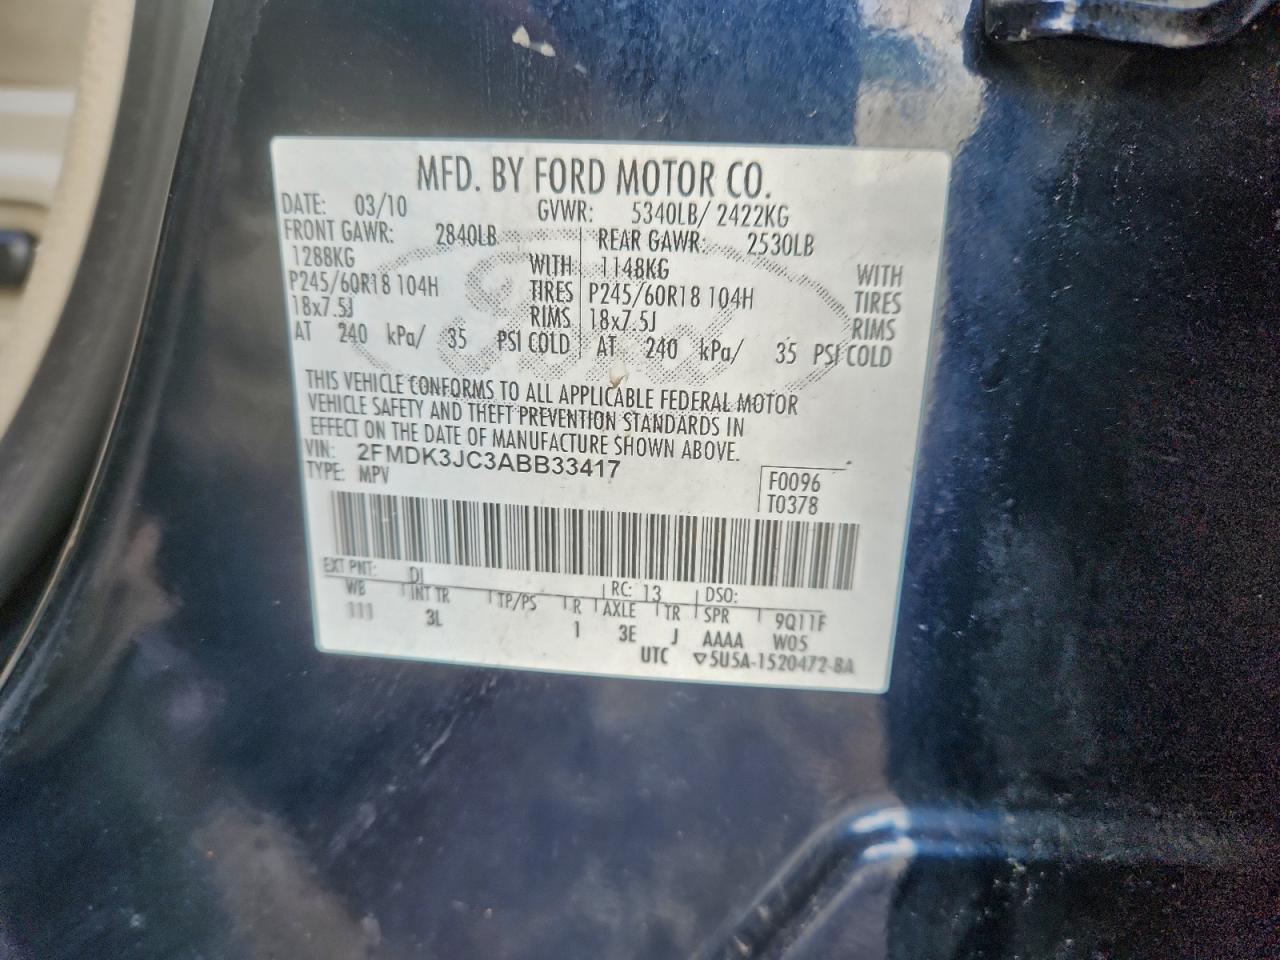 MFD. BY FORD MOTOR CO.
DATE: 03/10 GVWR: 5340LB/ 2422KG
FRONT GAWR: 2840LB REAR GAWR: 2530LB
1288KG WITH 1148KG WITH
P245/60R18 104H TIRES P245/60R18 104H TIRES
18x7.5J RIMS 18x7.5J RIMS
AT 240 kPa/ 35 PSI COLD AT 240 kPa/ 35 PSI COLD
THIS VEHICLE CONFORMS TO ALL APPLICABLE FEDERAL MOTOR
VEHICLE SAFETY AND THEFT PREVENTION STANDARDS IN
EFFECT ON THE DATE OF MANUFACTURE SHOWN ABOVE.
VIN: 2FMDK3JC3ABB33417
TYPE: MPV
F0096
T0378
EXT PNT: DL RC: 13 DSO:
WB INT TR TP/PS R AXLE TR SPR 9Q11F
111 3L 1 3E J AAAA W05
UTC ▽5U5A-1520472-BA